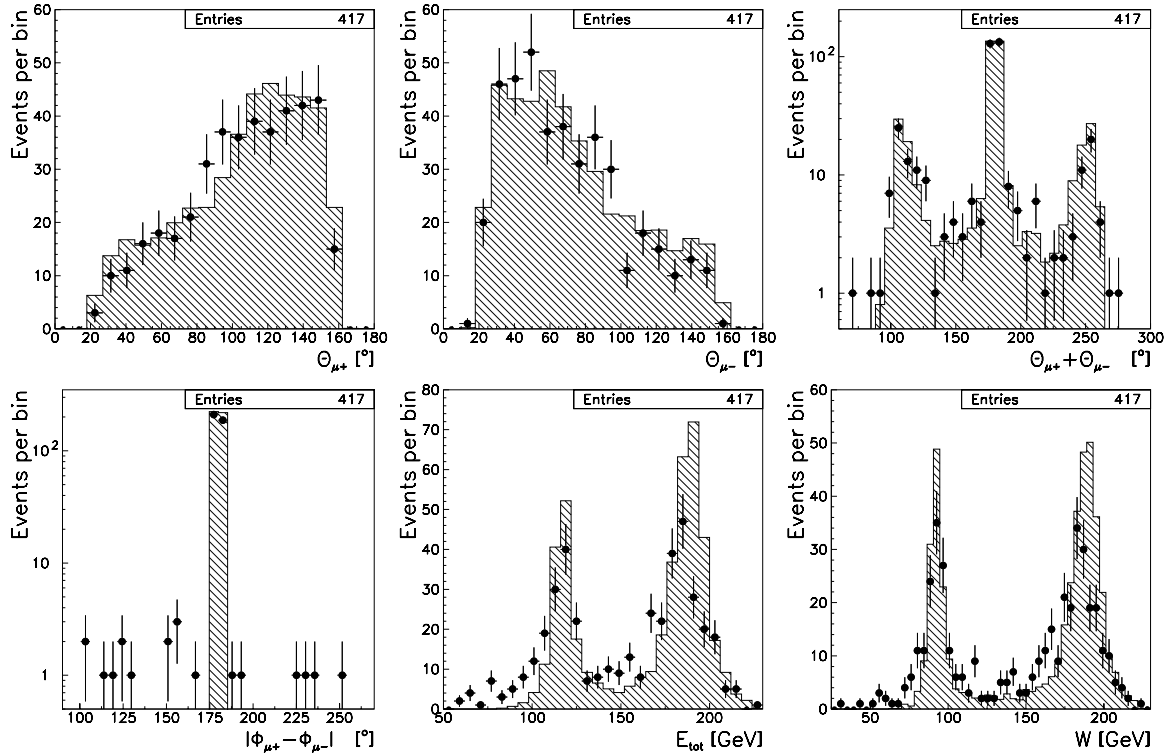 Entries 417
Events per bin
60
50
40
30
20
10
0
0 20 40 60 80 100 120 140 160 180
Θμ+ [°]
Entries 417
Events per bin
60
50
40
30
20
10
0
0 20 40 60 80 100 120 140 160 180
Θμ− [°]
Entries 417
Events per bin
10²
10
1
100 150 200 250 300
Θμ++Θμ− [°]
Entries 417
Events per bin
10²
10
1
100 125 150 175 200 225 250
|Φμ+−Φμ−| [°]
Entries 417
Events per bin
80
70
60
50
40
30
20
10
0
50 100 150 200
Etot [GeV]
Entries 417
Events per bin
60
50
40
30
20
10
0
50 100 150 200
W [GeV]